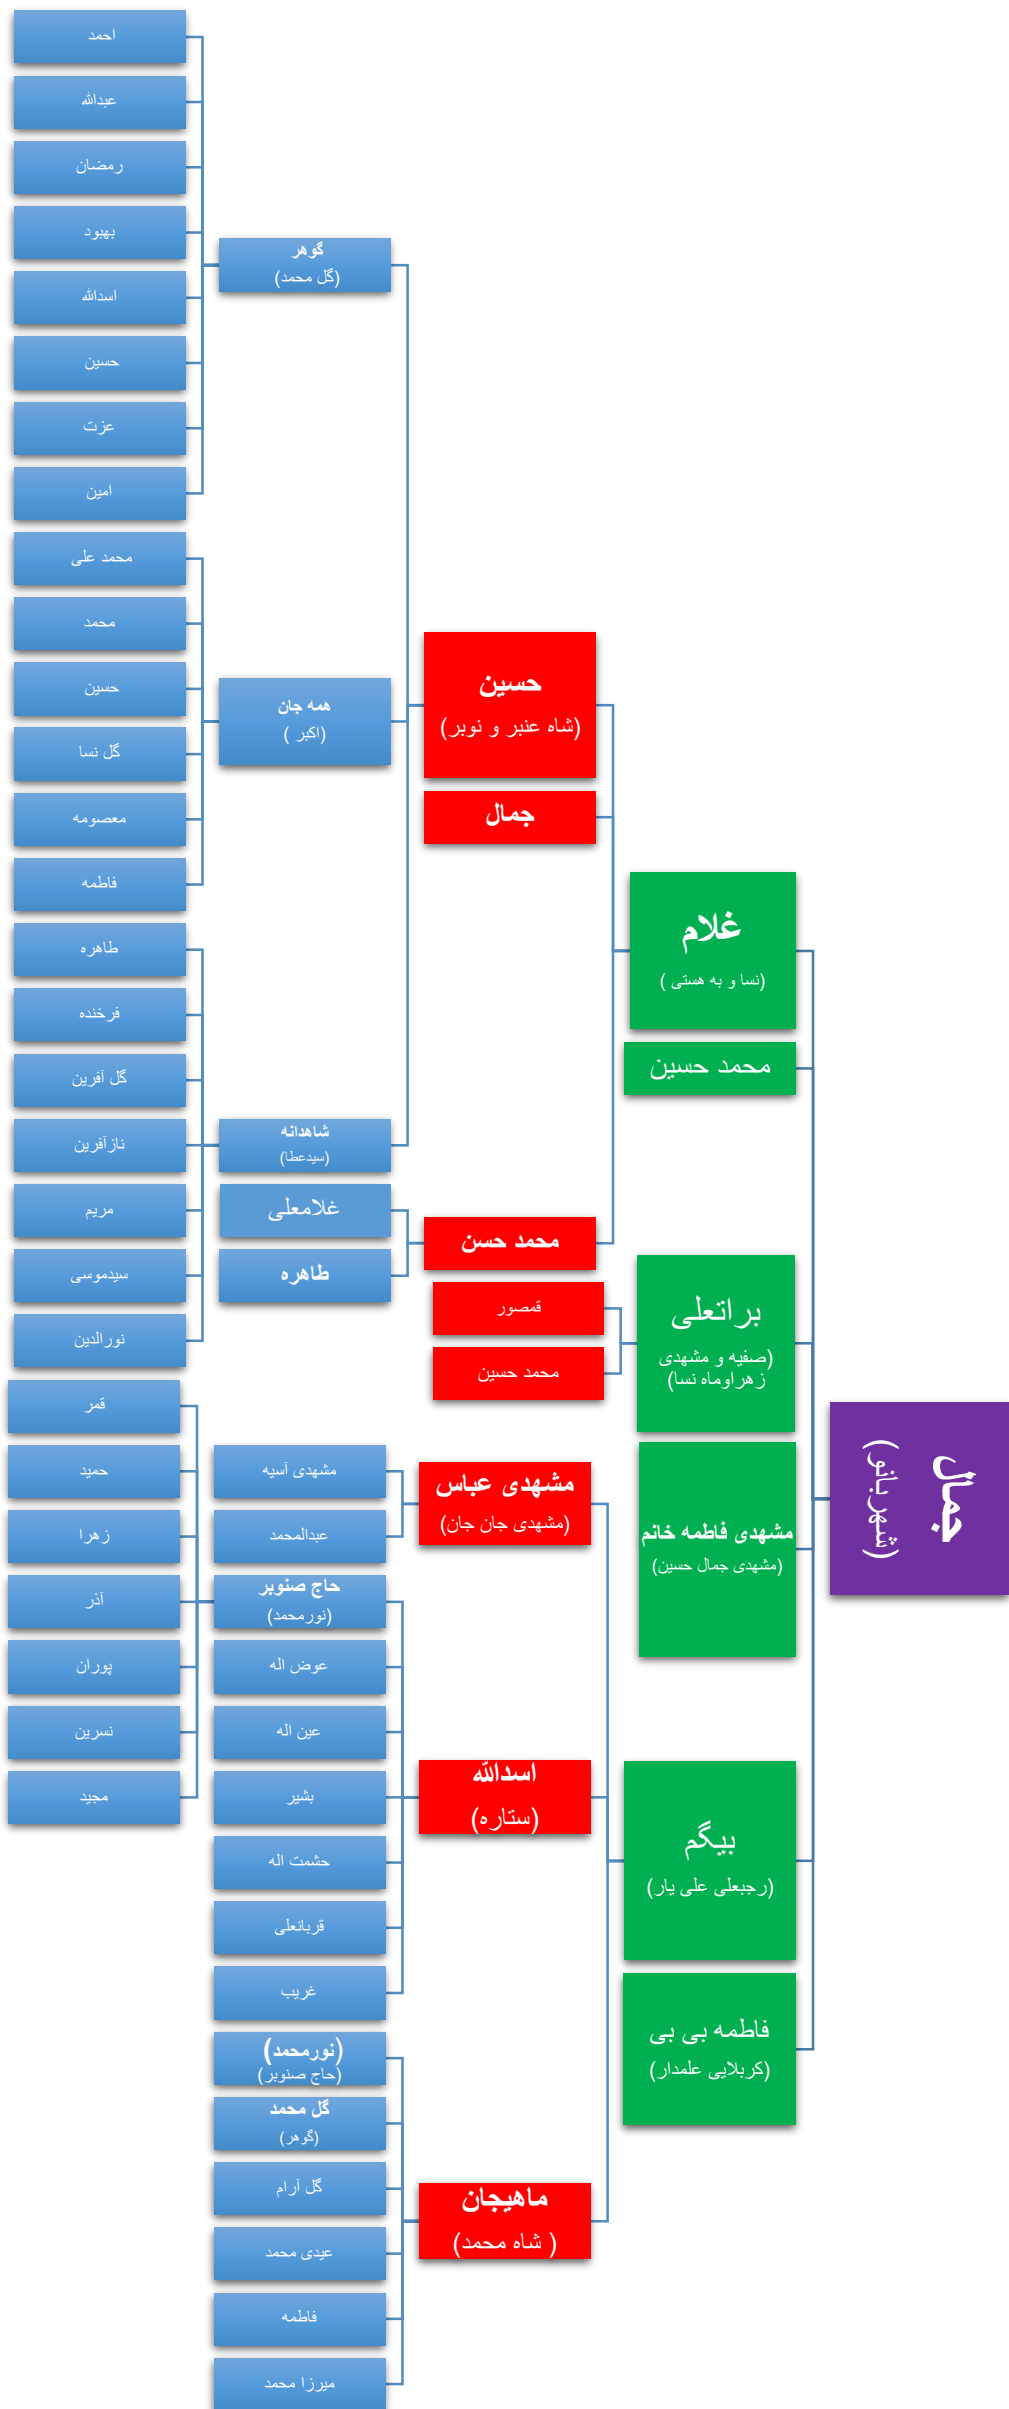 جمال
(شهربانو)
غلام
(نسا و به هستی )
محمد حسین
براتعلی
(صفیه و مشهدی
زهراوماه نسا)
مشهدی فاطمه خانم
(مشهدی جمال حسین)
بیگم
(رجبعلی علی یار)
فاطمه بی بی
(کربلایی علمدار)
حسین
(شاه عنبر و نوبر)
جمال
محمد حسن
قمصور
محمد حسین
مشهدی عباس
(مشهدی جان جان)
اسدالله
(ستاره)
ماهیجان
( شاه محمد)
گوهر
(گل محمد)
همه جان
(اکبر )
شاهدانه
(سیدعطا)
غلامعلی
طاهره
مشهدی آسیه
عبدالمحمد
حاج صنوبر
(نورمحمد)
عوض اله
عین اله
بشیر
حشمت اله
قربانعلی
غریب
(نورمحمد)
(حاج صنوبر)
گل محمد
(گوهر)
گل آرام
عیدی محمد
فاطمه
میرزا محمد
احمد
عبدالله
رمضان
بهبود
اسدالله
حسین
عزت
امین
محمد علی
محمد
حسین
گل نسا
معصومه
فاطمه
طاهره
فرخنده
گل آفرین
نازآفرین
مریم
سیدموسی
نورالدین
قمر
حمید
زهرا
آذر
پوران
نسرین
مجید